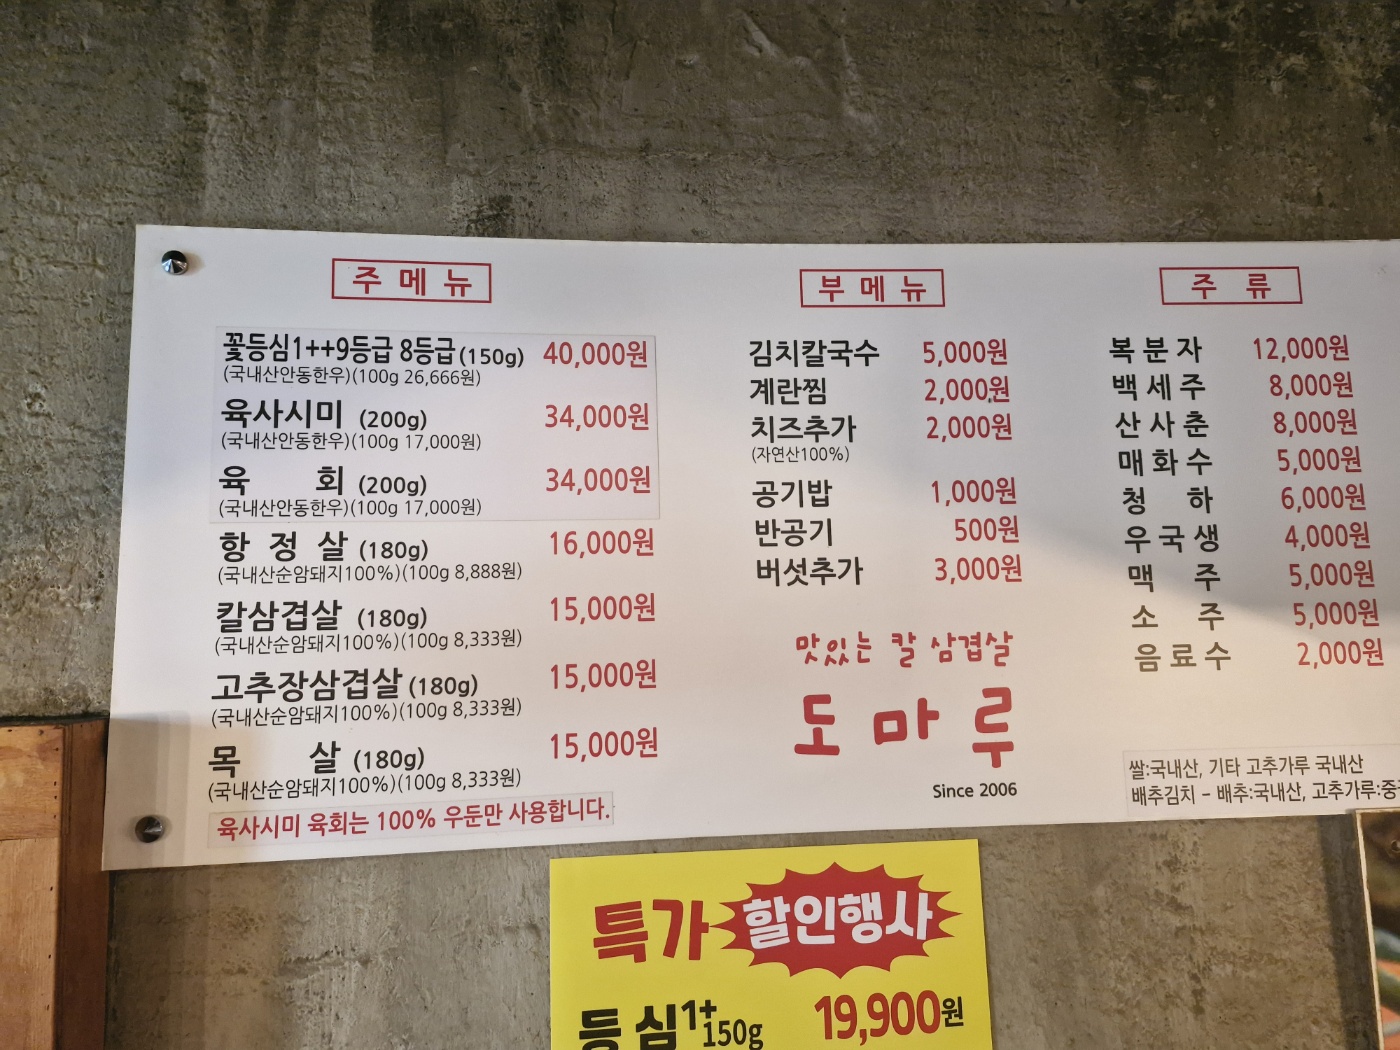 주메뉴
꽃등심1++9등급 8등급(150g) 40,000원
(국내산안동한우)(100g 26,666원)
육사시미 (200g) 34,000원
(국내산안동한우)(100g 17,000원)
육 회 (200g) 34,000원
(국내산안동한우)(100g 17,000원)
항 정 살 (180g) 16,000원
(국내산순암돼지100%)(100g 8,888원)
칼삼겹살 (180g) 15,000원
(국내산순암돼지100%)(100g 8,333원)
고추장삼겹살(180g) 15,000원
(국내산순암돼지100%)(100g 8,333원)
목 살 (180g) 15,000원
(국내산순암돼지100%)(100g 8,333원)
육사시미 육회는 100% 우둔만 사용합니다.
부메뉴
김치칼국수 5,000원
계란찜 2,000원
치즈추가 2,000원
(자연산100%)
공기밥 1,000원
반공기 500원
버섯추가 3,000원
맛있는 칼 삼겹살
도마루
Since 2006
주 류
복분자 12,000원
백세주 8,000원
산사춘 8,000원
매화수 5,000원
청 하 6,000원
우국생 4,000원
맥 주 5,000원
소 주 5,000원
음료수 2,000원
쌀:국내산, 기타 고추가루 국내산
배추김치 - 배추:국내산, 고추가루:중
특가 할인행사
등심1+ 150g 19,900원